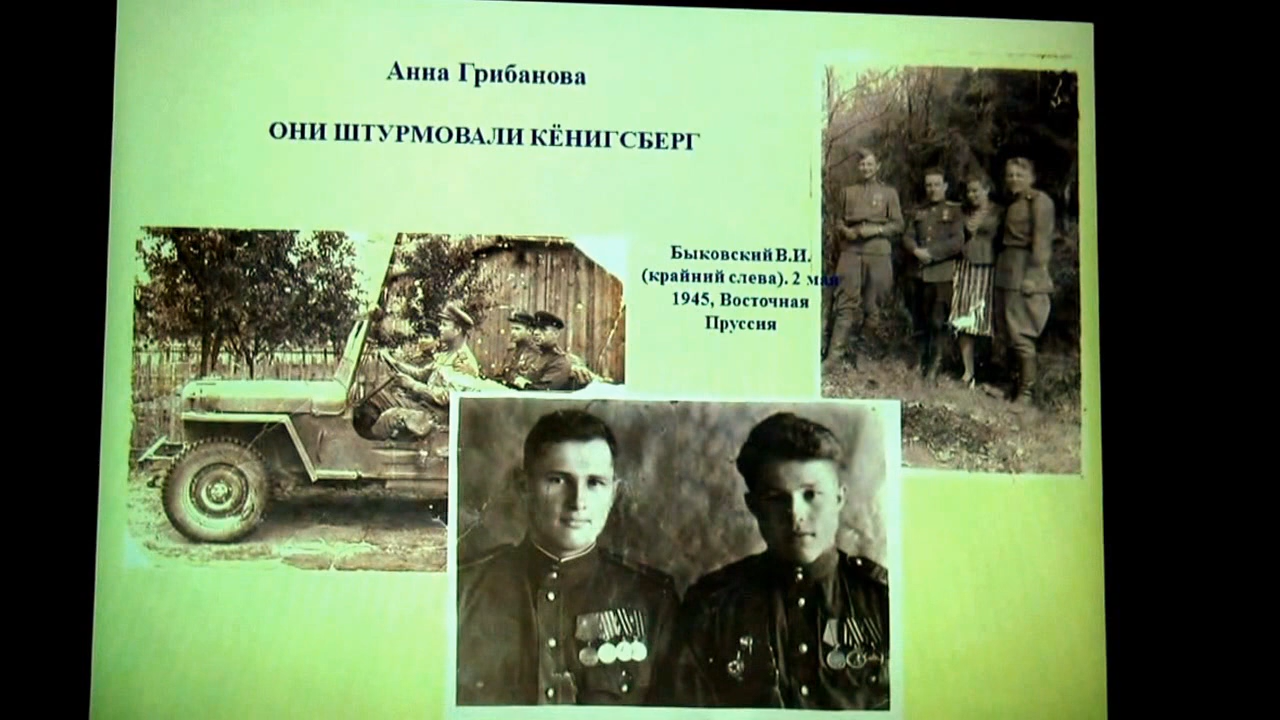 Анна Грибанова
ОНИ ШТУРМОВАЛИ КЁНИГСБЕРГ
Быковский В.И.
(крайний слева). 2 мая
1945, Восточная
Пруссия